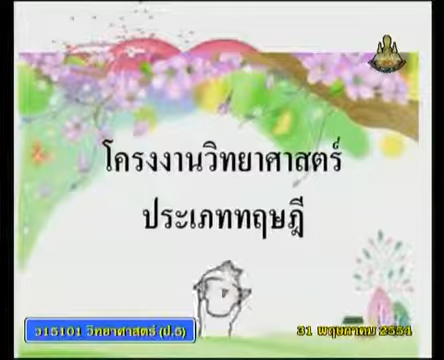 โครงงานวิทยาศาสตร์
ประเภททฤษฎี
ว15101 วิทยาศาสตร์ (ป.5)
31 พฤษภาคม 2554